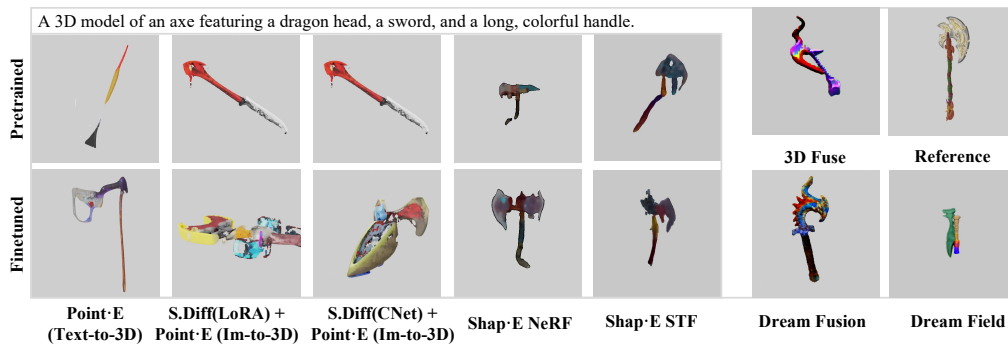 A 3D model of an axe featuring a dragon head, a sword, and a long, colorful handle.
Pretrained
3D Fuse
Reference
Finetuned
Point·E
(Text-to-3D)
S.Diff(LoRA) +
Point·E (Im-to-3D)
S.Diff(CNet) +
Point·E (Im-to-3D)
Shap·E NeRF
Shap·E STF
Dream Fusion
Dream Field